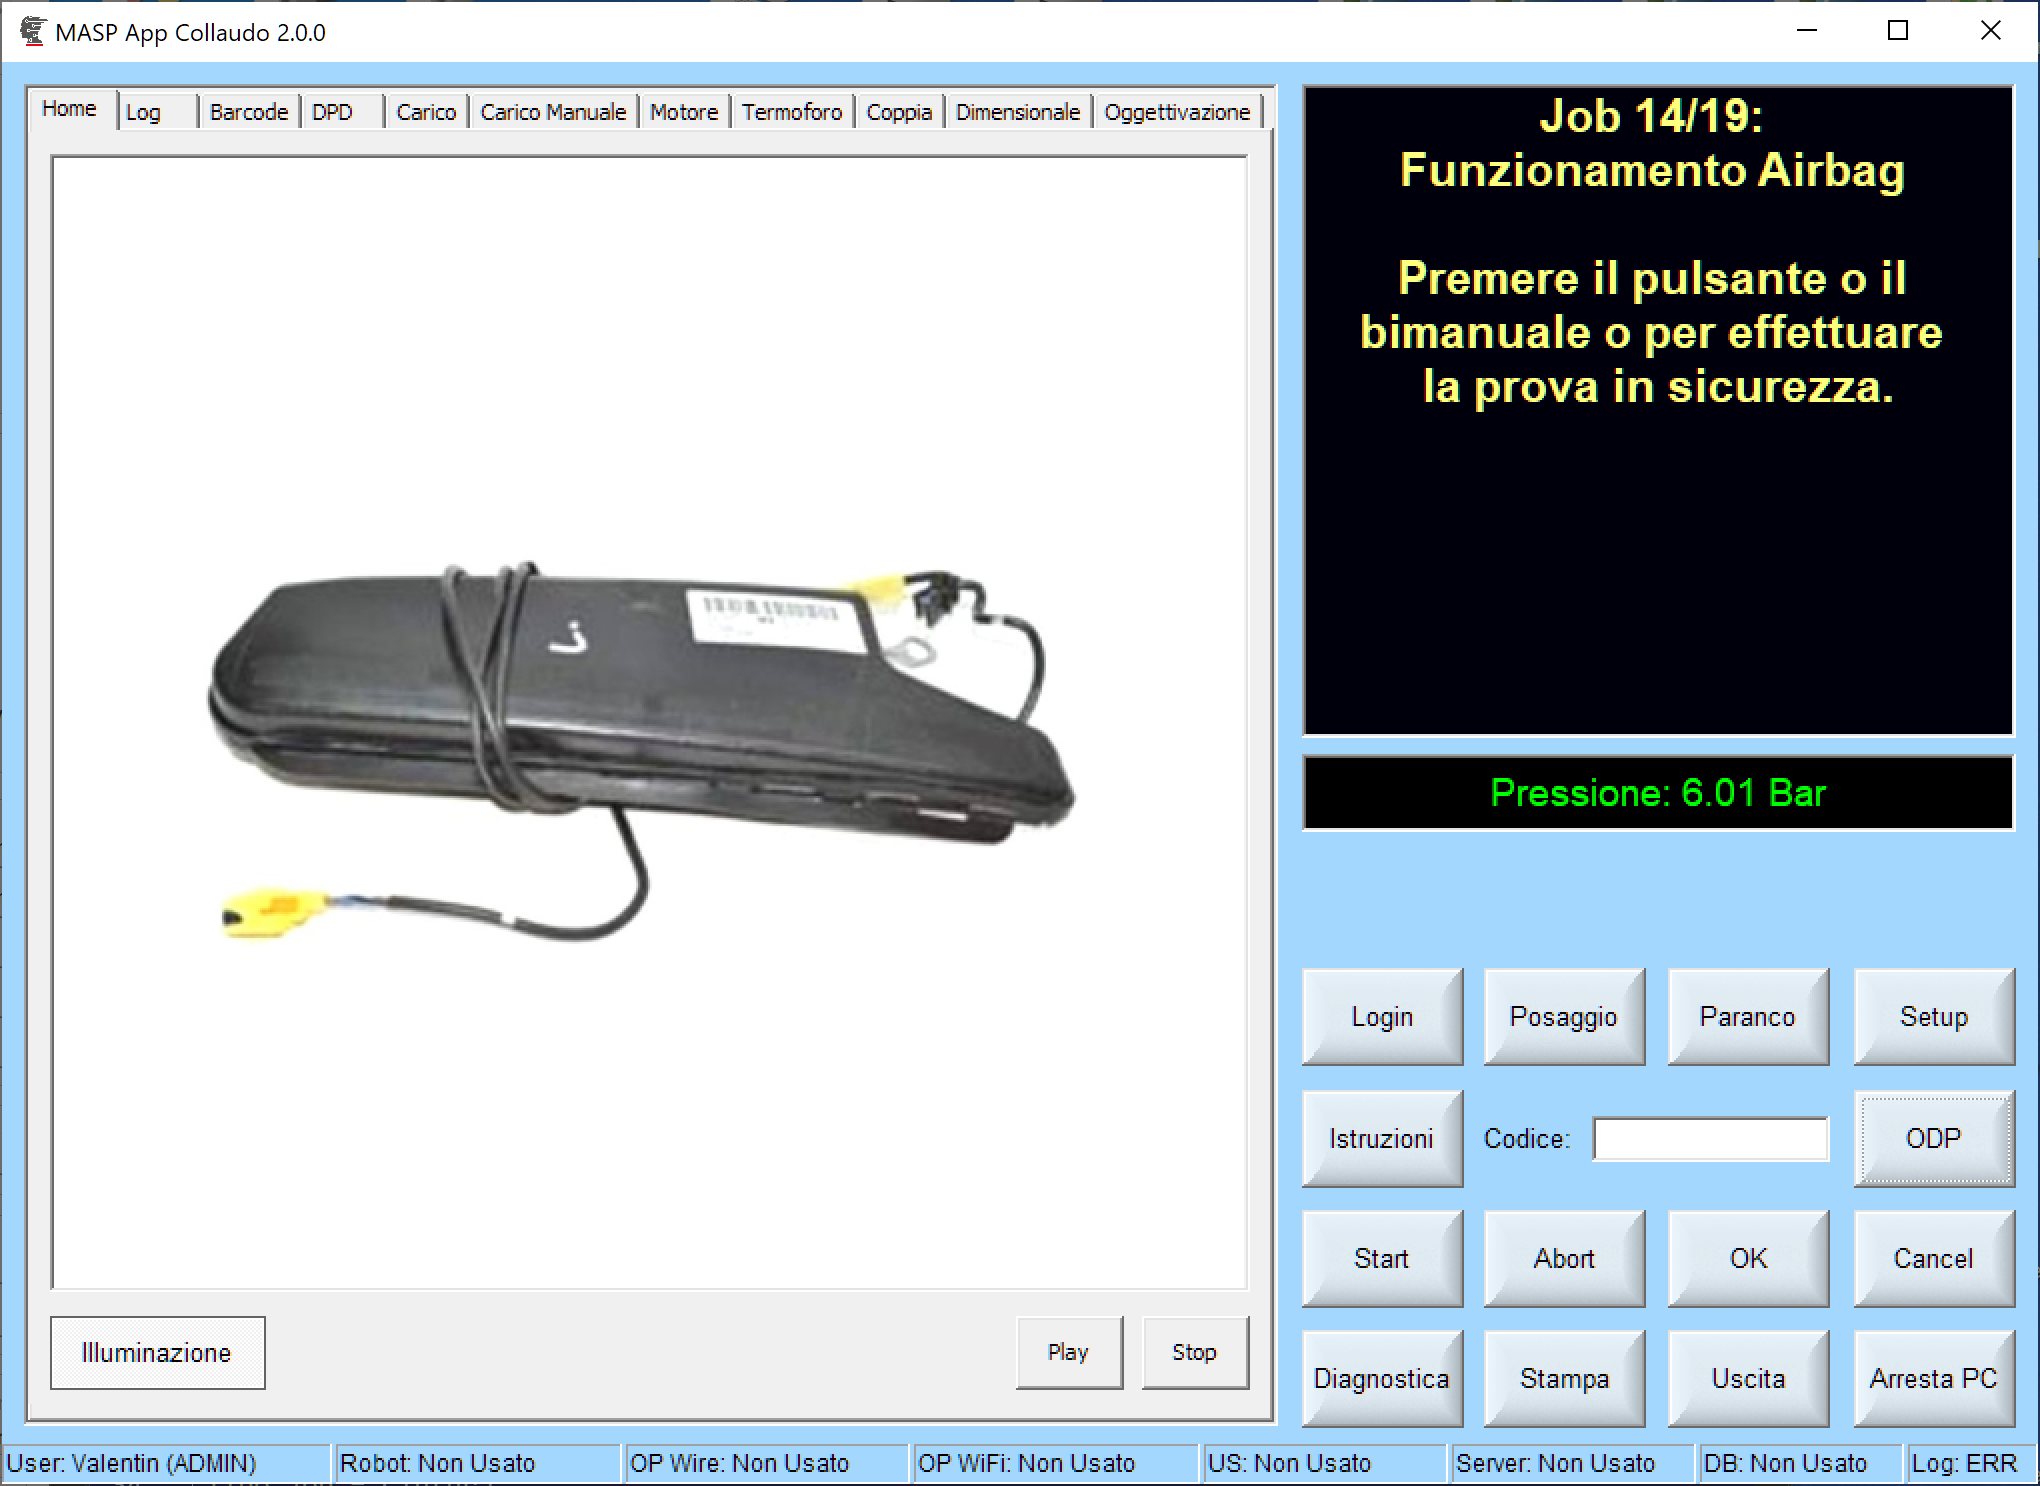 MASP App Collaudo 2.0.0
Home Log Barcode DPD Carico Carico Manuale Motore Termoforo Coppia Dimensionale Oggettivazione
Job 14/19:
Funzionamento Airbag
Premere il pulsante o il
bimanuale o per effettuare
la prova in sicurezza.
Pressione: 6.01 Bar
Login Posaggio Paranco Setup
Istruzioni Codice: ODP
Start Abort OK Cancel
Illuminazione Play Stop
Diagnostica Stampa Uscita Arresta PC
User: Valentin (ADMIN) Robot: Non Usato OP Wire: Non Usato OP WiFi: Non Usato US: Non Usato Server: Non Usato DB: Non Usato Log: ERR